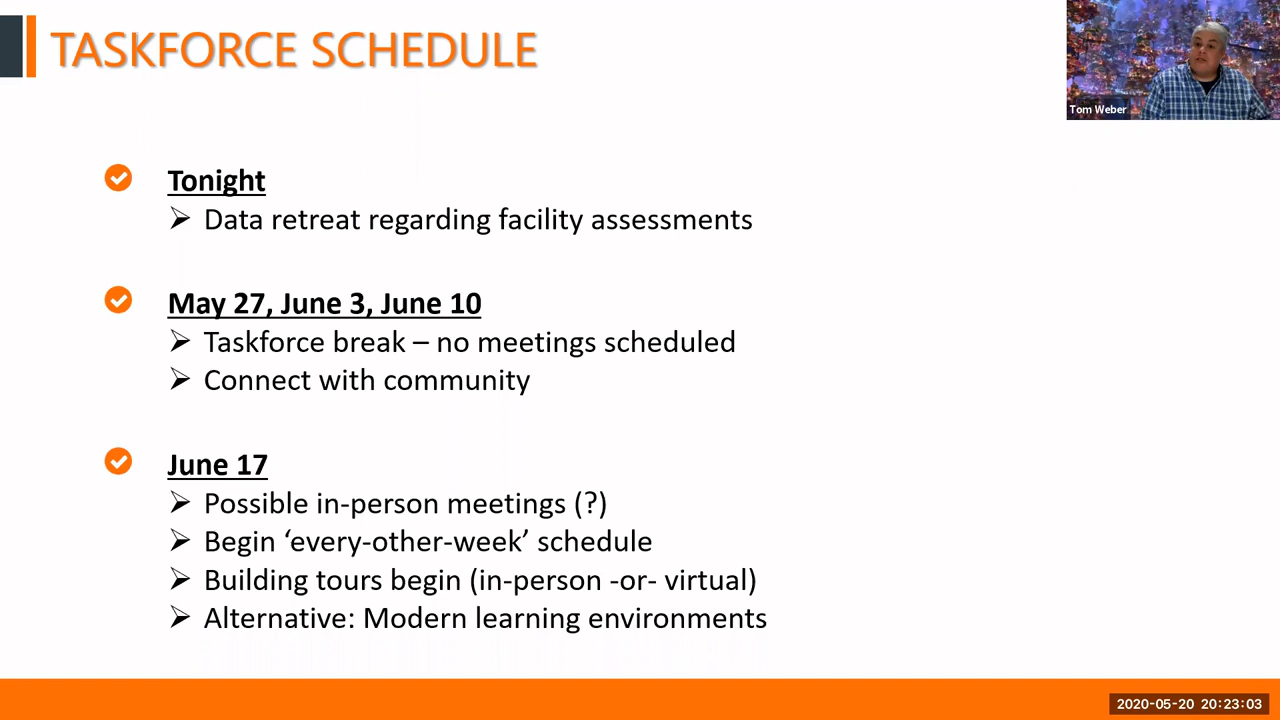 TASKFORCE SCHEDULE
Tom Weber
Tonight
Data retreat regarding facility assessments
May 27, June 3, June 10
Taskforce break – no meetings scheduled
Connect with community
June 17
Possible in-person meetings (?)
Begin ‘every-other-week’ schedule
Building tours begin (in-person -or- virtual)
Alternative: Modern learning environments
2020-05-20 20:23:03